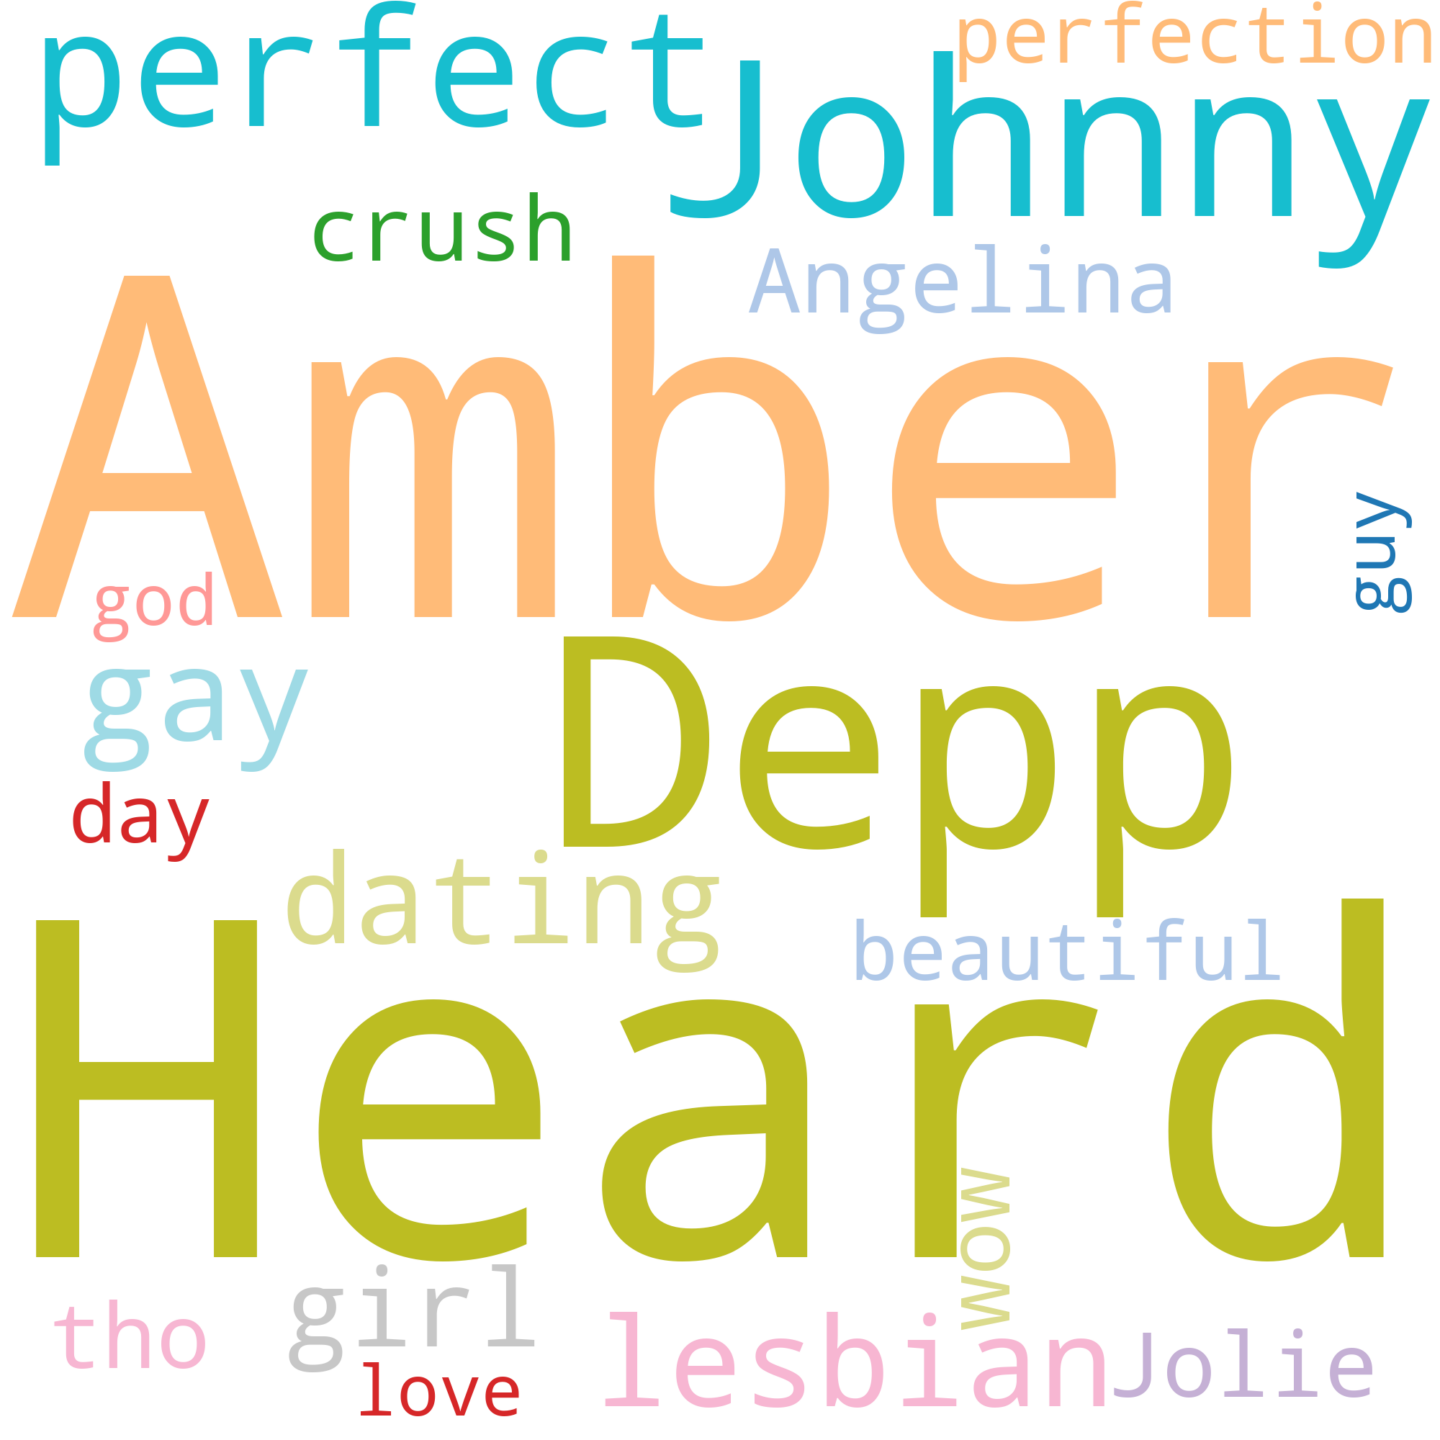 perfect
perfection
Johnny
crush
Angelina
Amber
guy
god
gay
Depp
day
dating
beautiful
Heard
wow
tho
girl
lesbian
Jolie
love